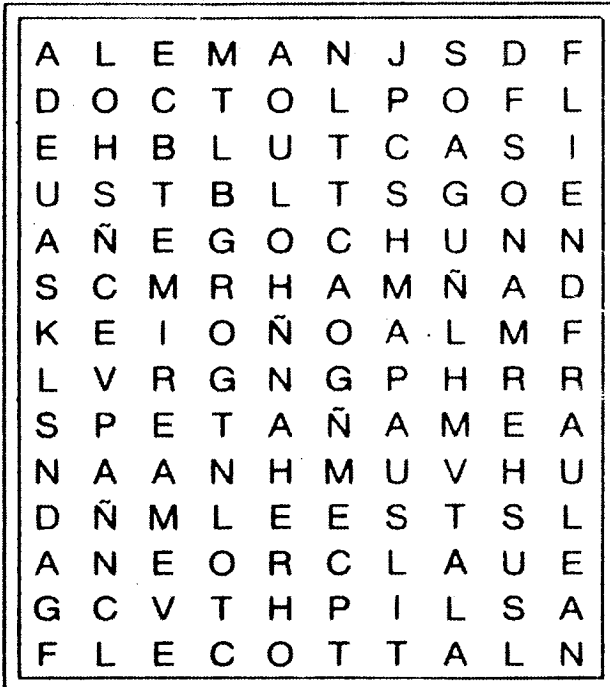 A L E M A N J S D F
D O C T O L P O F L
E H B L U T C A S I
U S T B L T S G O E
A Ñ E G O C H U N N
S C M R H A M Ñ A D
K E I O Ñ O A L M F
L V R G N G P H R R
S P E T A Ñ A M E A
N A A N H M U V H U
D Ñ M L E E S T S L
A N E O R C L A U E
G C V T H P I L S A
F L E C O T T A L N